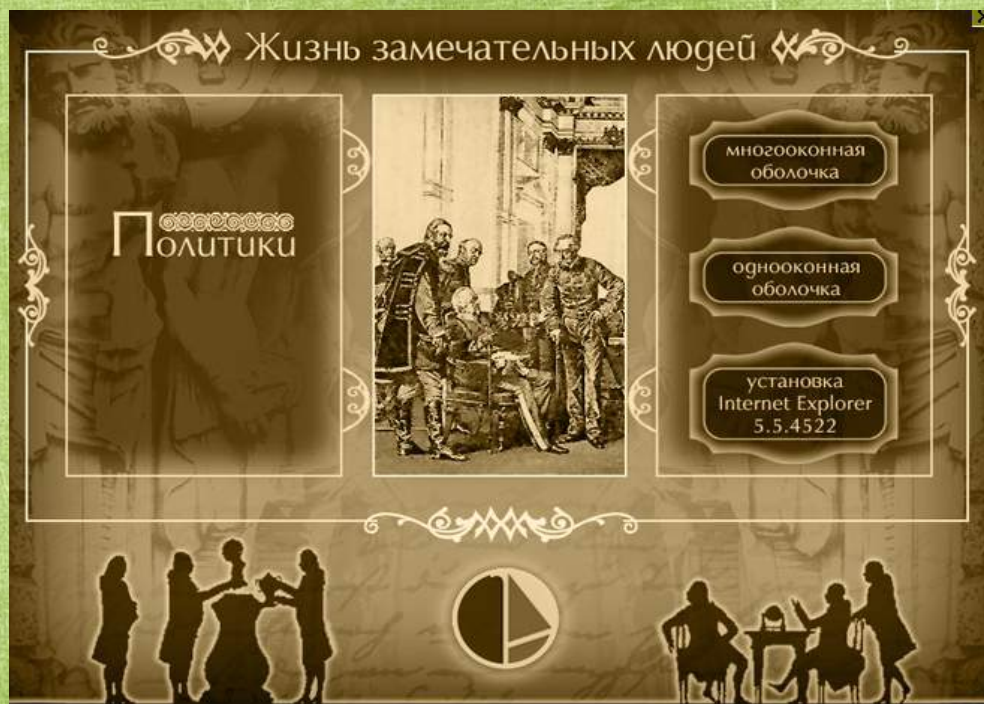 Жизнь замечательных людей
Политики
многооконная
оболочка
однооконная
оболочка
установка
Internet Explorer
5.5.4522